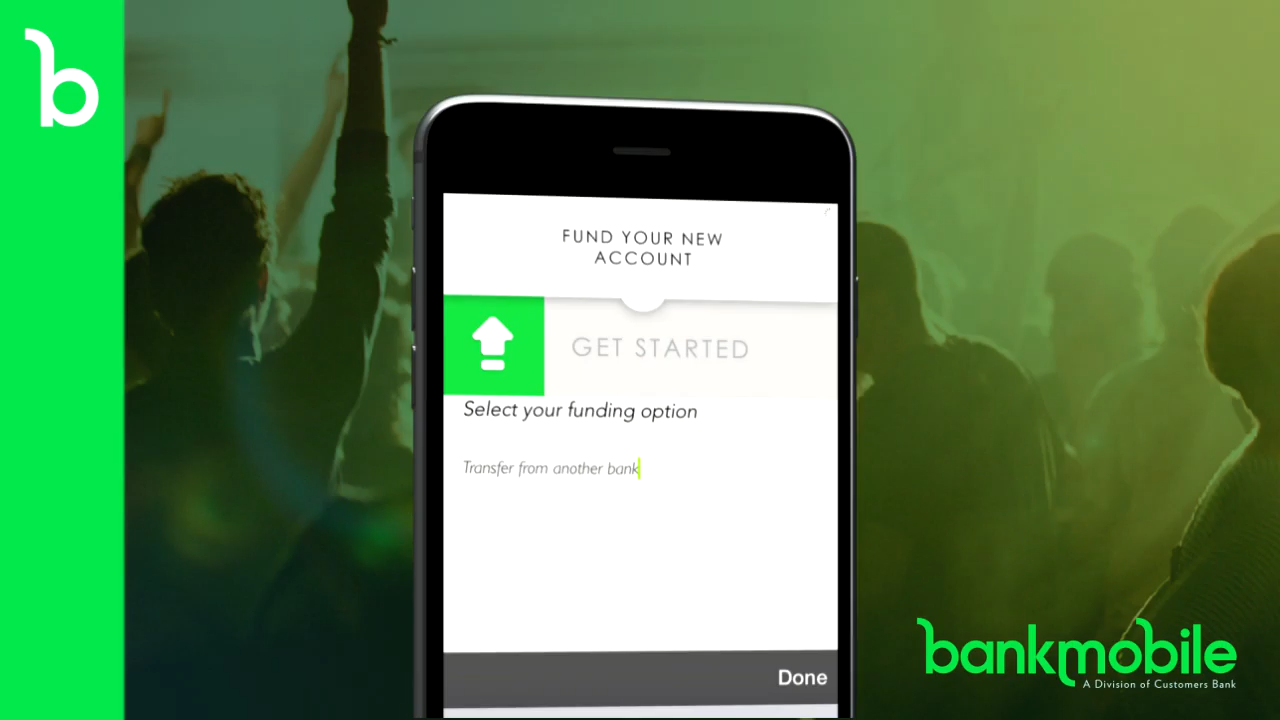 b
FUND YOUR NEW
ACCOUNT
GET STARTED
Select your funding option
Transfer from another bank
Done
bankmobile
A Division of Customers Bank